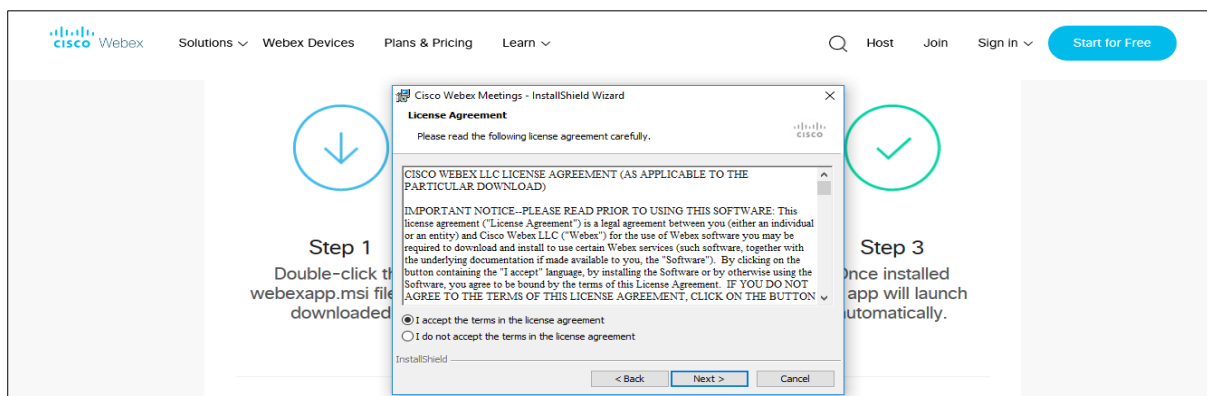 CISCO Webex Solutions Webex Devices Plans & Pricing Learn Host Join Sign in Start for Free
Cisco Webex Meetings - InstallShield Wizard
License Agreement
Please read the following license agreement carefully.
CISCO
CISCO WEBEX LLC LICENSE AGREEMENT (AS APPLICABLE TO THE
PARTICULAR DOWNLOAD)
IMPORTANT NOTICE--PLEASE READ PRIOR TO USING THIS SOFTWARE: This
license agreement ("License Agreement") is a legal agreement between you (either an individual
or an entity) and Cisco Webex LLC ("Webex") for the use of Webex software you may be
required to download and install to use certain Webex services (such software, together with
the underlying documentation if made available to you, the "Software"). By clicking on the
button containing the "I accept" language, by installing the Software or by otherwise using the
Software, you agree to be bound by the terms of this License Agreement. IF YOU DO NOT
AGREE TO THE TERMS OF THIS LICENSE AGREEMENT, CLICK ON THE BUTTON
I accept the terms in the license agreement
I do not accept the terms in the license agreement
InstallShield
< Back Next > Cancel
Step 1
Double-click
webexapp.msi
downloaded
Step 3
installed
app will launch
automatically.